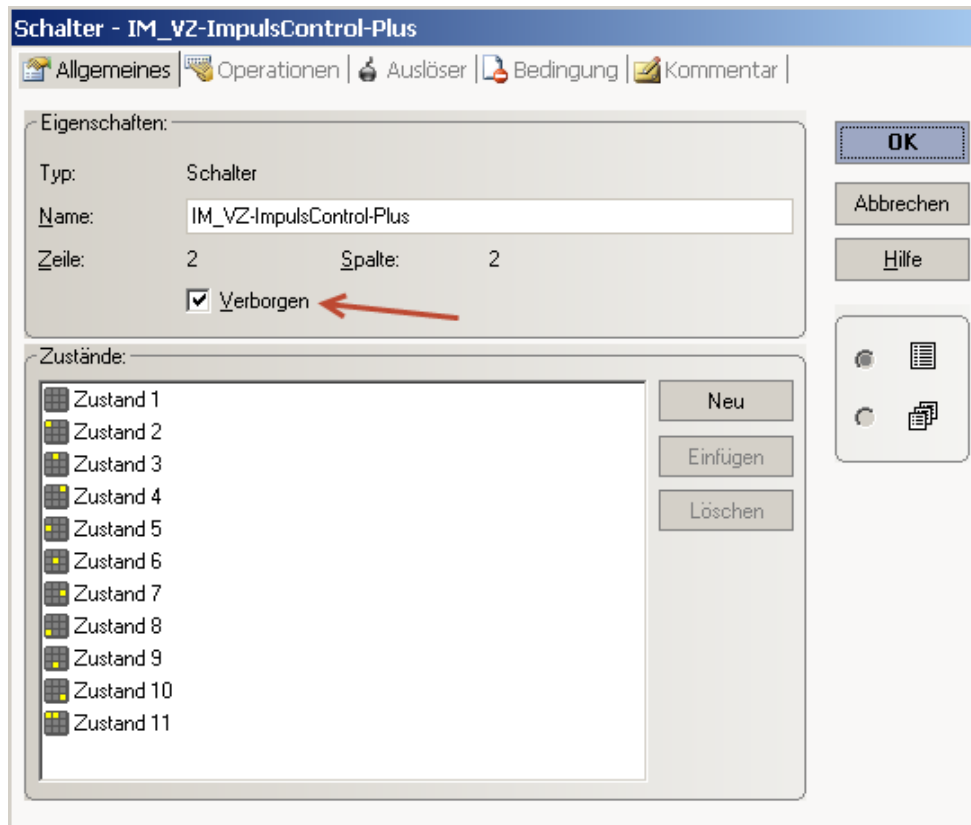 Schalter - IM_VZ-ImpulsControl-Plus
Allgemeines Operationen Auslöser Bedingung Kommentar
Eigenschaften:
Typ: Schalter
Name: IM_VZ-ImpulsControl-Plus
Zeile: 2 Spalte: 2
Verborgen
OK
Abbrechen
Hilfe
Zustände:
Zustand 1
Zustand 2
Zustand 3
Zustand 4
Zustand 5
Zustand 6
Zustand 7
Zustand 8
Zustand 9
Zustand 10
Zustand 11
Neu
Einfügen
Löschen